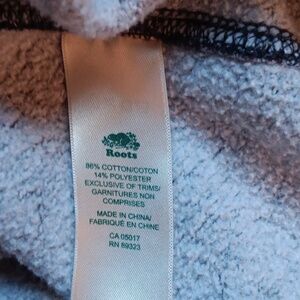 Roots
86% COTTON/COTON
14% POLYESTER
EXCLUSIVE OF TRIMS/
GARNITURES NON
COMPRISES
MADE IN CHINA/
FABRIQUÉ EN CHINE
CA 05017
RN 89323